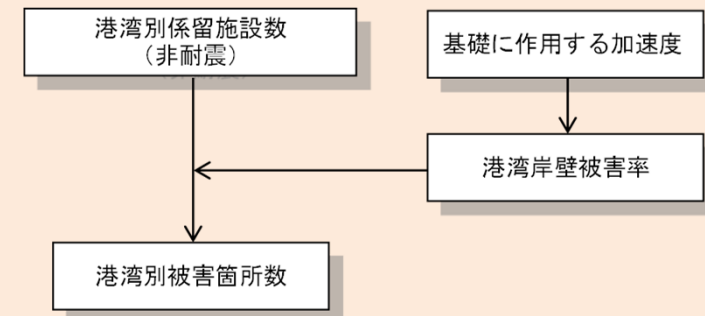 港湾別係留施設数
（非耐震）
基礎に作用する加速度
港湾岸壁被害率
港湾別被害箇所数